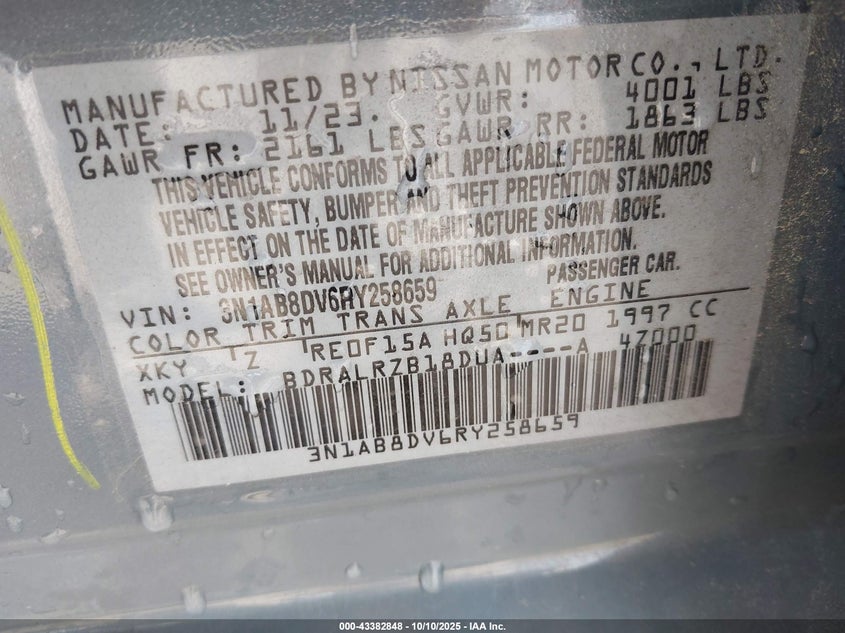 MANUFACTURED BY NISSAN MOTOR CO., LTD.
DATE: 11/23. GVWR: 4001 LBS
GAWR FR: 2161 LBS GAWR RR: 1863 LBS
THIS VEHICLE CONFORMS TO ALL APPLICABLE FEDERAL MOTOR
VEHICLE SAFETY, BUMPER AND THEFT PREVENTION STANDARDS
IN EFFECT ON THE DATE OF MANUFACTURE SHOWN ABOVE.
SEE OWNER'S MANUAL FOR ADDITIONAL INFORMATION.
VIN: 3N1AB8DV6RY258659 PASSENGER CAR.
COLOR TRIM TRANS AXLE ENGINE
XKY Z RE0F15A HQ50 MR20 1997 CC
MODEL: BDRALRZB18DUA----A 47000
3N1AB8DV6RY258659
000-43382848 - 10/10/2025 - IAA Inc.